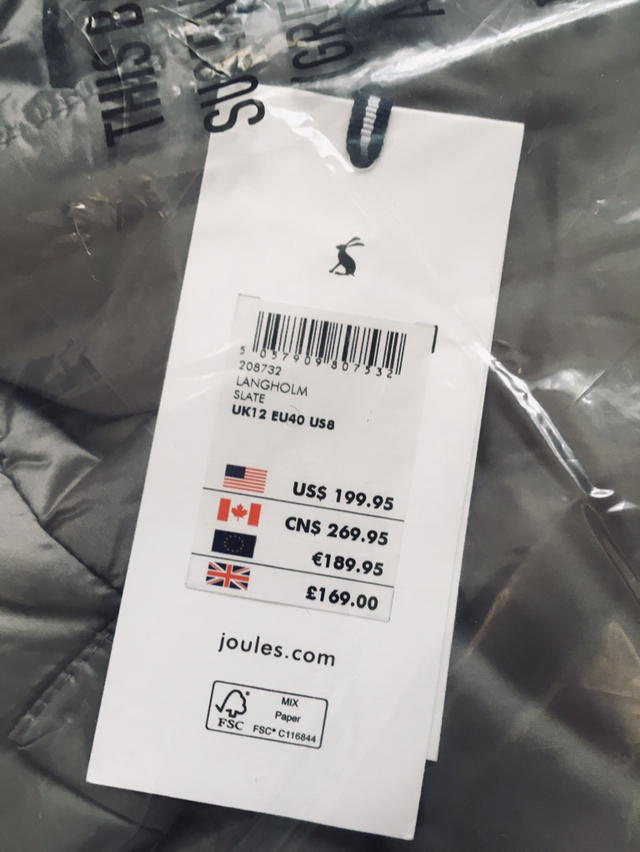 THIS B
5 057909 807532
208732
LANGHOLM
SLATE
UK12 EU40 US8
US$ 199.95
CN$ 269.95
€189.95
£169.00
joules.com
MIX
Paper
FSC
FSC® C116844